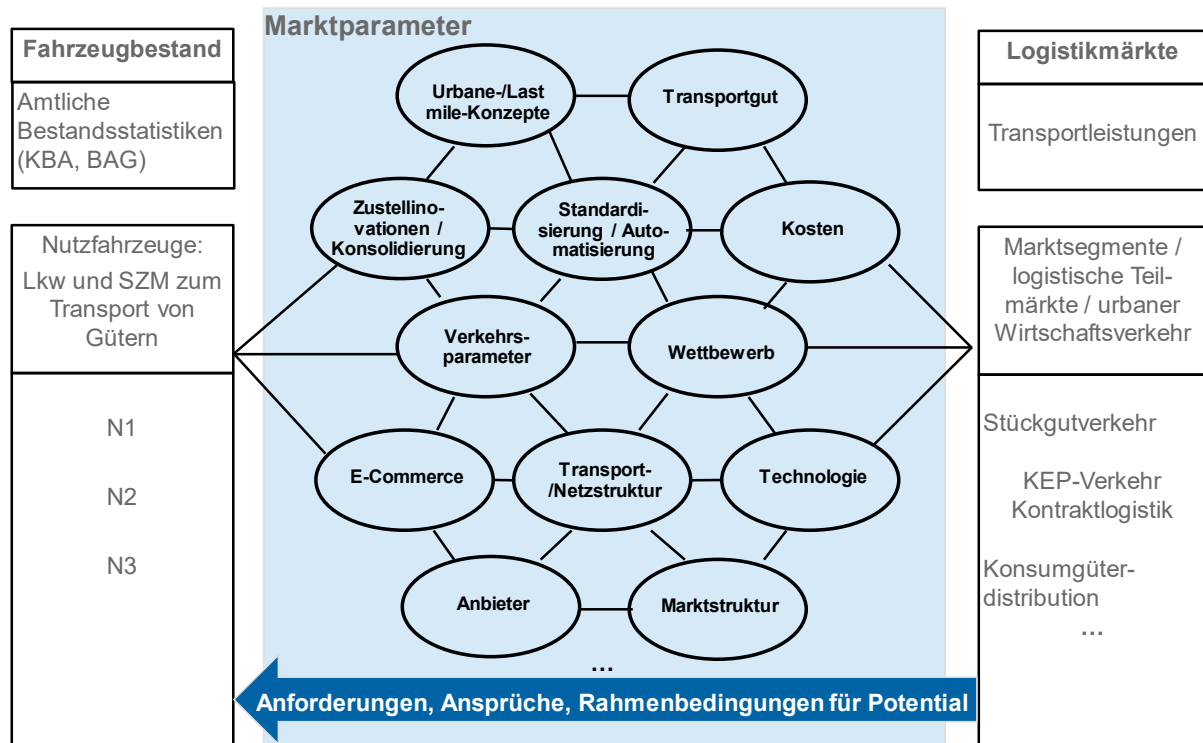 Marktparameter
Fahrzeugbestand
Amtliche
Bestandsstatistiken
(KBA, BAG)
Nutzfahrzeuge:
Lkw und SZM zum
Transport von
Gütern
N1
N2
N3
Urbane-/Last
mile-Konzepte
Transportgut
Zustellino-
vationen /
Konsolidierung
Standardi-
sierung / Auto-
matisierung
Kosten
Verkehrs-
parameter
Wettbewerb
E-Commerce
Transport-
/Netzstruktur
Technologie
Anbieter
Marktstruktur
...
Logistikmärkte
Transportleistungen
Marktsegmente /
logistische Teil-
märkte / urbaner
Wirtschaftsverkehr
Stückgutverkehr
KEP-Verkehr
Kontraktlogistik
Konsumgüter-
distribution
...
Anforderungen, Ansprüche, Rahmenbedingungen für Potential